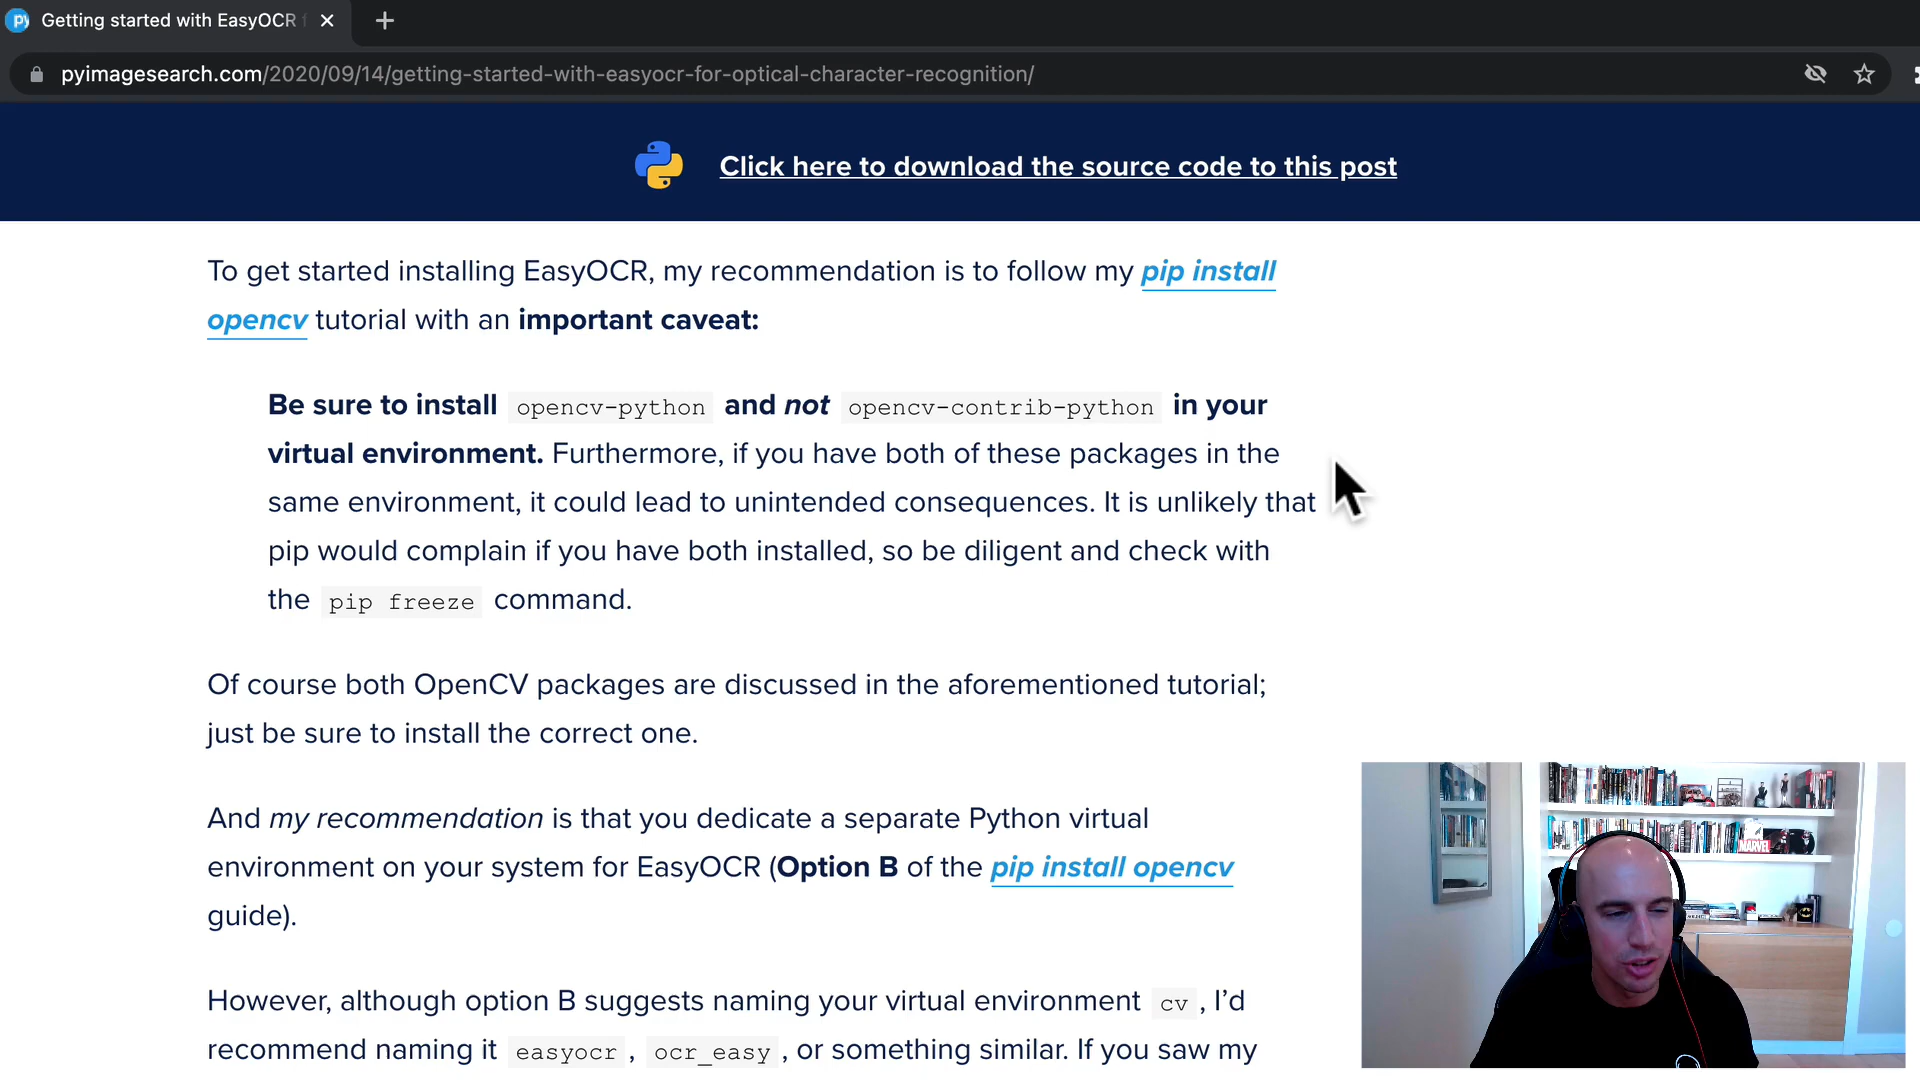 Getting started with EasyOCR
pyimagesearch.com/2020/09/14/getting-started-with-easyocr-for-optical-character-recognition/
Click here to download the source code to this post
To get started installing EasyOCR, my recommendation is to follow my pip install
opencv tutorial with an important caveat:
Be sure to install opencv-python and not opencv-contrib-python in your
virtual environment. Furthermore, if you have both of these packages in the
same environment, it could lead to unintended consequences. It is unlikely that
pip would complain if you have both installed, so be diligent and check with
the pip freeze command.
Of course both OpenCV packages are discussed in the aforementioned tutorial;
just be sure to install the correct one.
And my recommendation is that you dedicate a separate Python virtual
environment on your system for EasyOCR (Option B of the pip install opencv
guide).
However, although option B suggests naming your virtual environment cv, I'd
recommend naming it easyocr, ocr_easy, or something similar. If you saw my
MARVEL